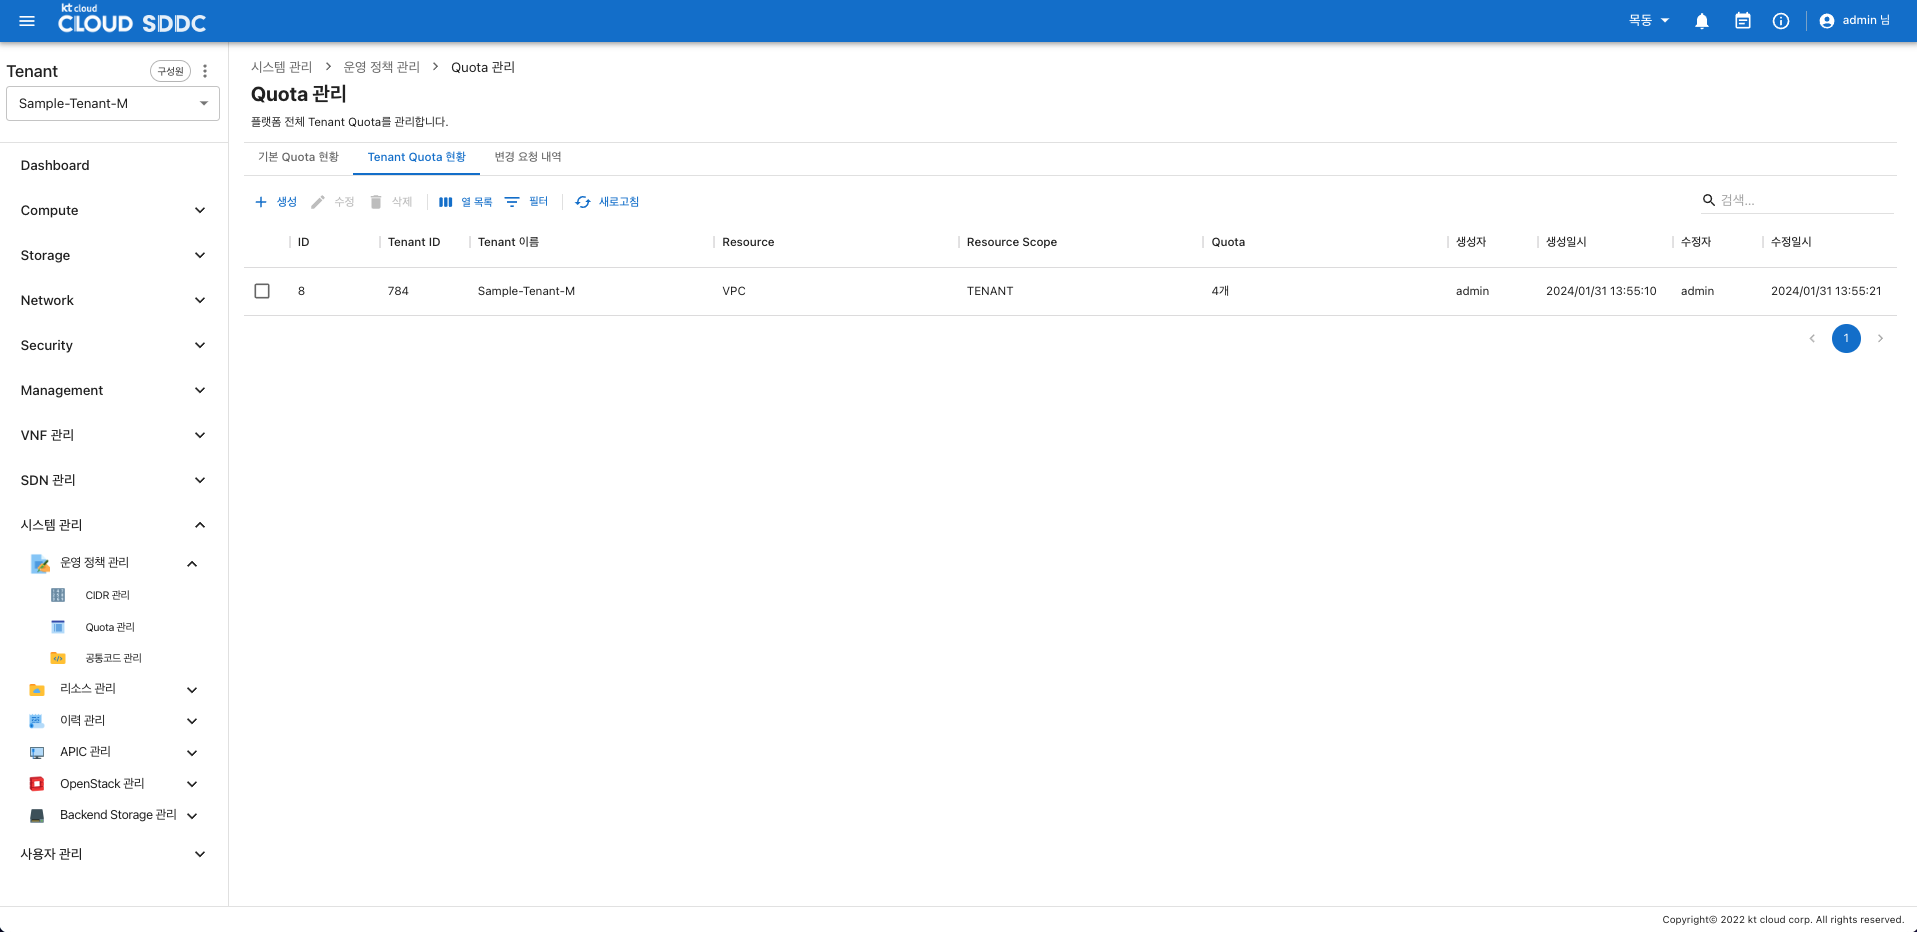 kt cloud
CLOUD SDDC
목동
admin 님
Tenant
구성원
Sample-Tenant-M
Dashboard
Compute
Storage
Network
Security
Management
VNF 관리
SDN 관리
시스템 관리
운영 정책 관리
CIDR 관리
Quota 관리
공통코드 관리
리소스 관리
이력 관리
APIC 관리
OpenStack 관리
Backend Storage 관리
사용자 관리
시스템 관리 > 운영 정책 관리 > Quota 관리
Quota 관리
플랫폼 전체 Tenant Quota를 관리합니다.
기본 Quota 현황 Tenant Quota 현황 변경 요청 내역
생성 수정 삭제 열 목록 필터 새로고침 검색...
ID Tenant ID Tenant 이름 Resource Resource Scope Quota 생성자 생성일시 수정자 수정일시
8 784 Sample-Tenant-M VPC TENANT 4개 admin 2024/01/31 13:55:10 admin 2024/01/31 13:55:21
1
Copyright© 2022 kt cloud corp. All rights reserved.